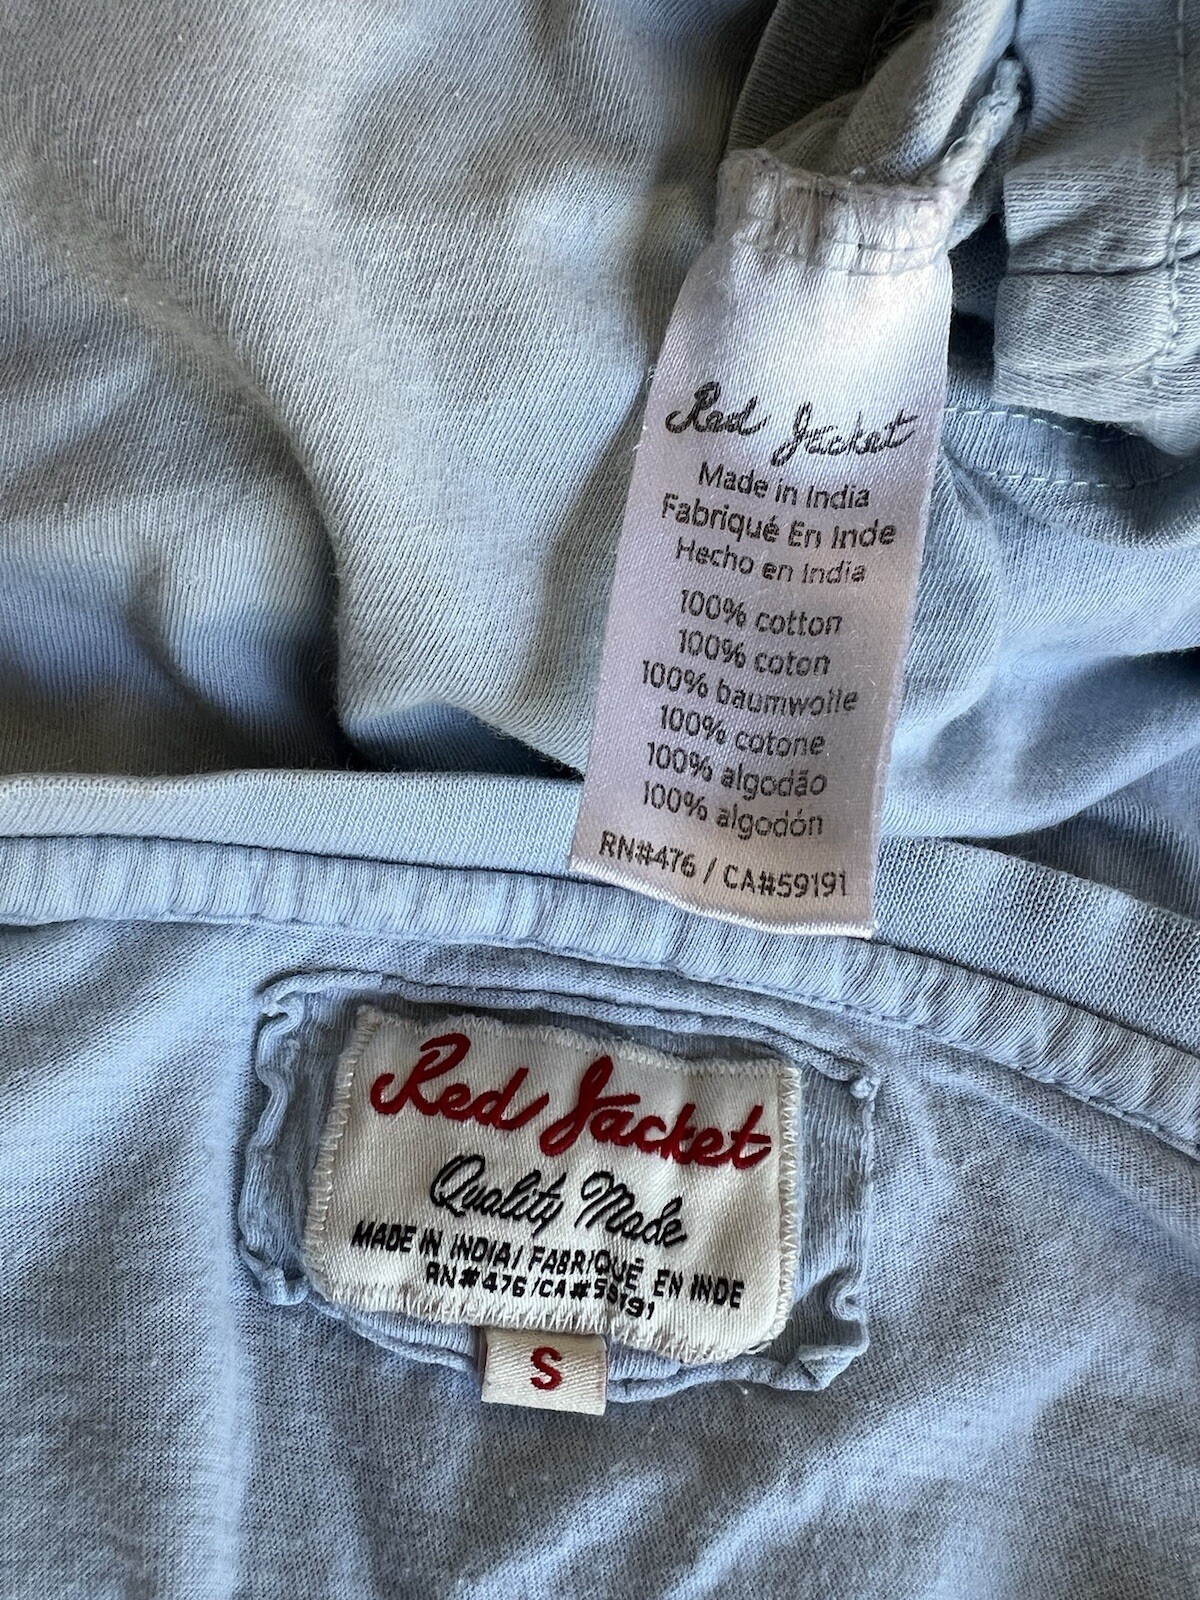 Red Jacket
Made in India
Fabriqué En Inde
Hecho en India
100% cotton
100% coton
100% baumwolle
100% cotone
100% algodão
100% algodón
RN#476 / CA#59191
Red Jacket
Quality Made
MADE IN INDIA/ FABRIQUÉ EN INDE
RN#476/CA#59191
S